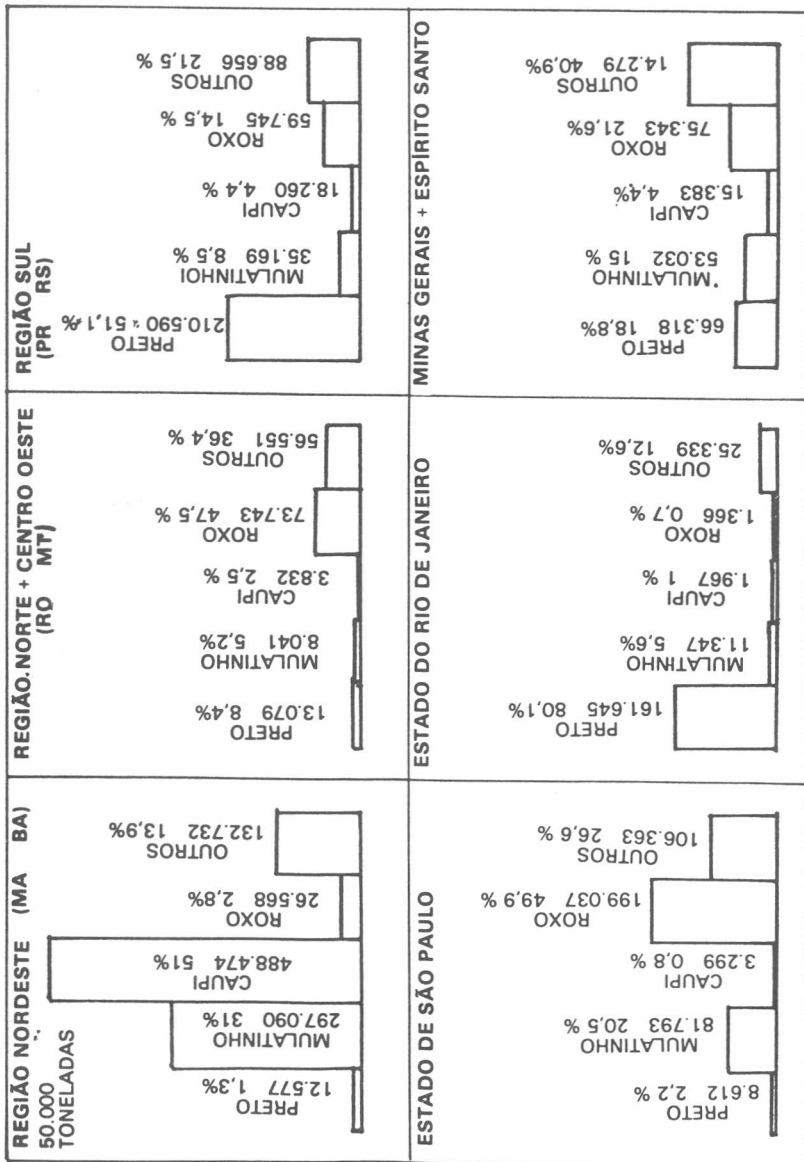 REGIÃO NORDESTE (MA BA)
50.000
TONELADAS
PRETO
12.577 1,3%
MULATINHO
297.090 31%
CAUPI
488.474 51%
ROXO
26.568 2,8%
OUTROS
132.732 13,9%
REGIÃO.NORTE + CENTRO OESTE
(RO MT)
PRETO
13.079 8,4%
MULATINHO
8.041 5,2%
CAUPI
3.832 2,5 %
ROXO
73.743 47,5 %
OUTROS
56.551 36,4 %
REGIÃO SUL
(PR RS)
PRETO
210.590 51,1%
MULATINHOI
35.169 8,5 %
CAUPI
18.260 4,4 %
ROXO
59.745 14,5 %
OUTROS
88.656 21,5 %
ESTADO DE SÃO PAULO
PRETO
8.612 2,2 %
MULATINHO
81.793 20,5 %
CAUPI
3.299 0,8 %
ROXO
199.037 49,9 %
OUTROS
106.363 26,6 %
ESTADO DO RIO DE JANEIRO
PRETO
161.645 80,1%
MULATINHO
11.347 5,6%
CAUPI
1.967 1 %
ROXO
1.366 0,7 %
OUTROS
25.339 12,6%
MINAS GERAIS + ESPÍRITO SANTO
PRETO
66.318 18,8%
MULATINHO
53.032 15 %
CAUPI
15.383 4,4%
ROXO
75.343 21,6%
OUTROS
14.279 40,9%